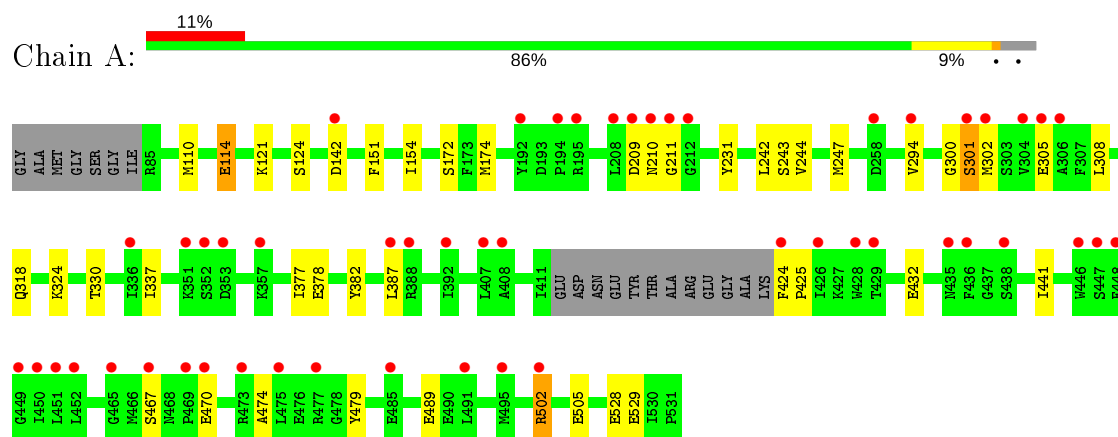 11%
Chain A:
86% 9% • •
GLY ALA MET GLY SER GLY ILE R85 M110 E114 K121 S124 D142 F151 I154 S172 F173 M174 Y192 D193 P194 R195 L208 D209 N210 G211 G212 Y231 L242 S243 V244 M247 D258 V294 G300 S301 M302 S303 V304 E305 A306 F307 L308
Q318 K324 T330 I336 I337 K351 S352 D353 K357 I377 E378 Y382 L387 R388 I392 L407 A408 I411 GLU ASP ASN GLU TYR THR ALA ARG GLU GLY ALA LYS F424 P425 I426 K427 W428 T429 E432 N435 F436 G437 S438 I441 W446 S447
G449 I450 L451 L452 G465 M466 S467 N468 P469 E470 R473 A474 L475 E476 R477 G478 Y479 E485 E489 E490 L491 M495 R502 E505 E528 E529 I530 P531